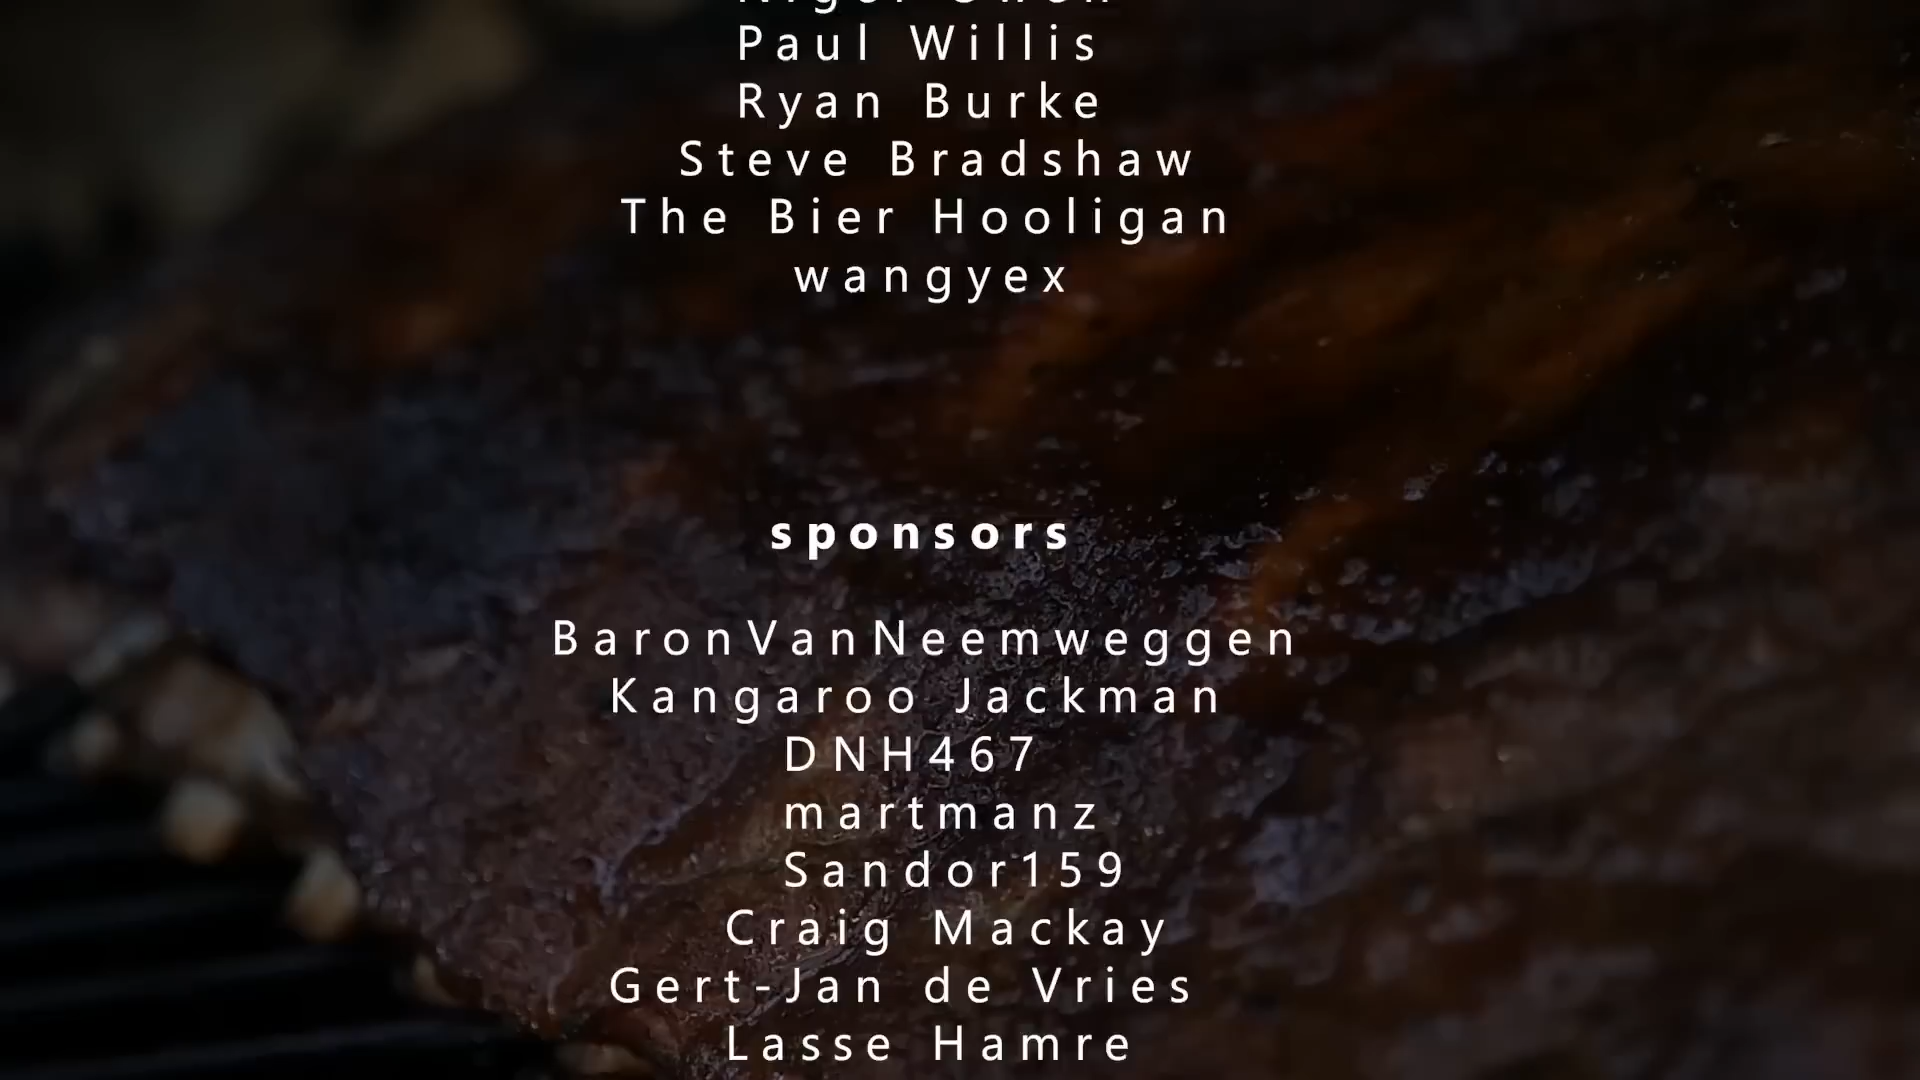 Paul Willis
Ryan Burke
Steve Bradshaw
The Bier Hooligan
wangyex
sponsors
BaronVanNeemweggen
Kangaroo Jackman
DNH467
martmanz
Sandor159
Craig Mackay
Gert-Jan de Vries
Lasse Hamre